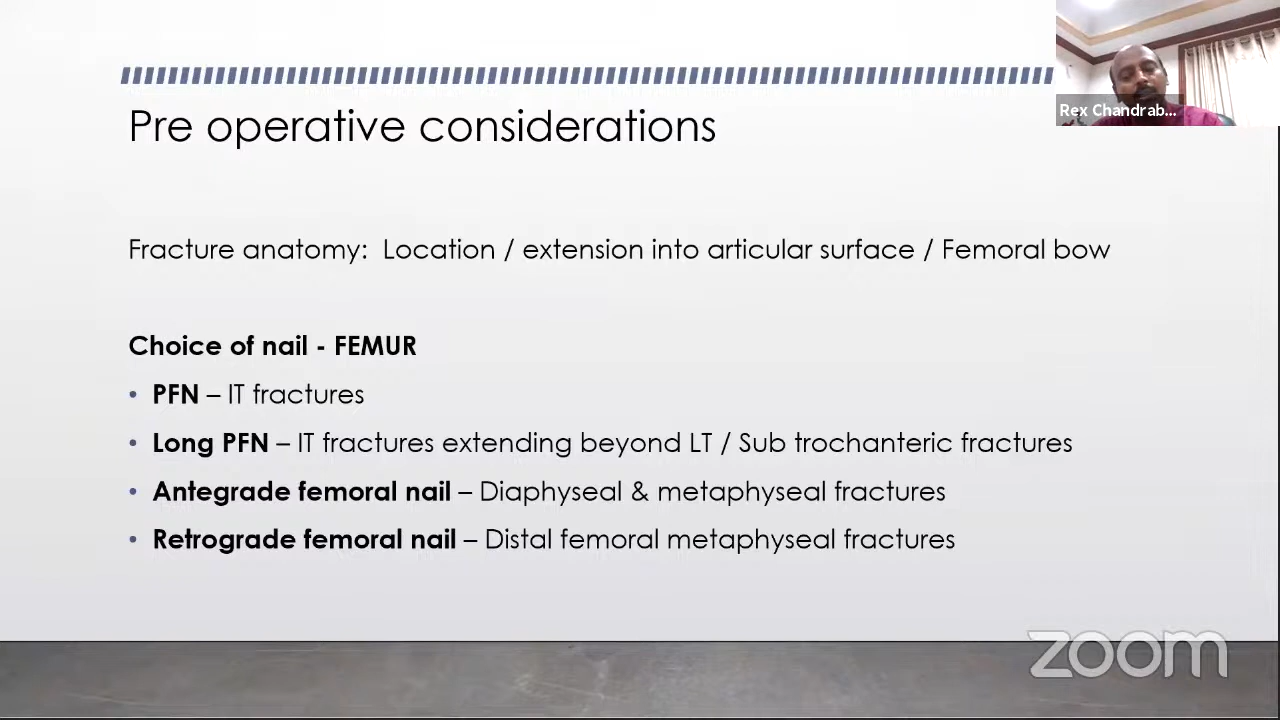 Pre operative considerations
Rex Chandrab...
Fracture anatomy: Location / extension into articular surface / Femoral bow
Choice of nail - FEMUR
• PFN – IT fractures
• Long PFN – IT fractures extending beyond LT / Sub trochanteric fractures
• Antegrade femoral nail – Diaphyseal & metaphyseal fractures
• Retrograde femoral nail – Distal femoral metaphyseal fractures
zoom